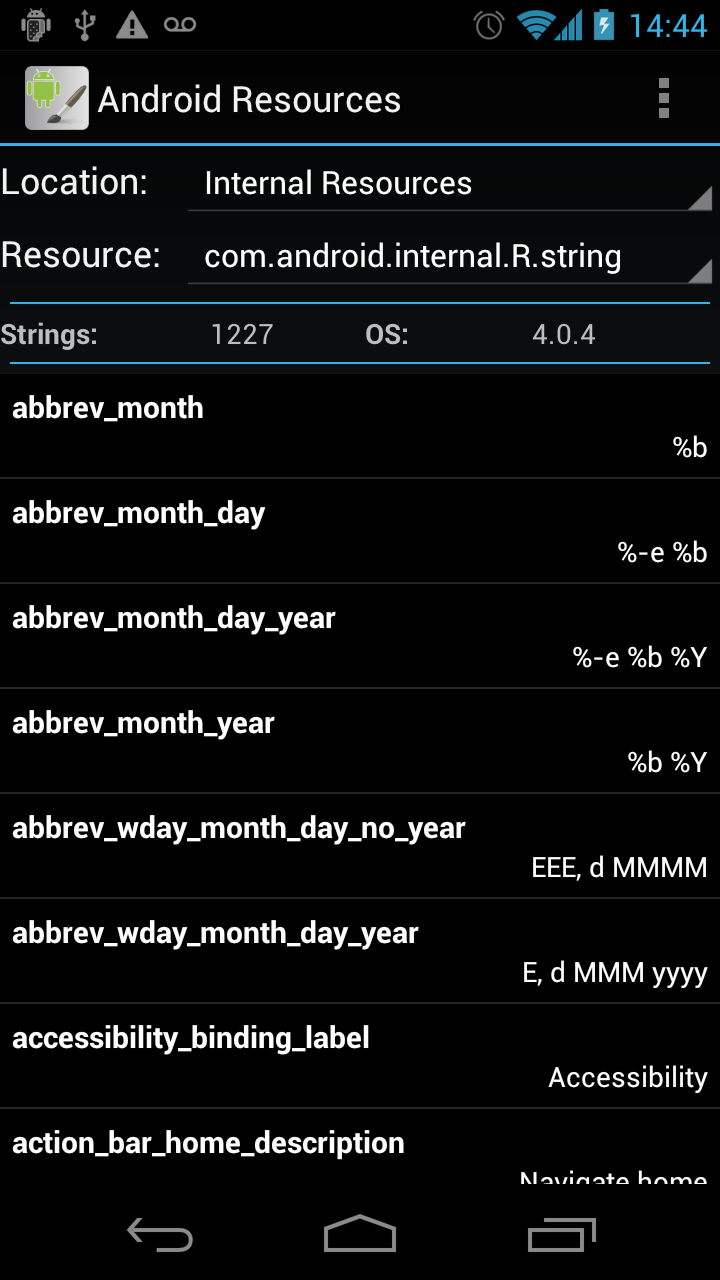 14:44
Android Resources
Location: Internal Resources
Resource: com.android.internal.R.string
Strings: 1227 OS: 4.0.4
abbrev_month
%b
abbrev_month_day
%-e %b
abbrev_month_day_year
%-e %b %Y
abbrev_month_year
%b %Y
abbrev_wday_month_day_no_year
EEE, d MMMM
abbrev_wday_month_day_year
E, d MMM yyyy
accessibility_binding_label
Accessibility
action_bar_home_description
Navigate home